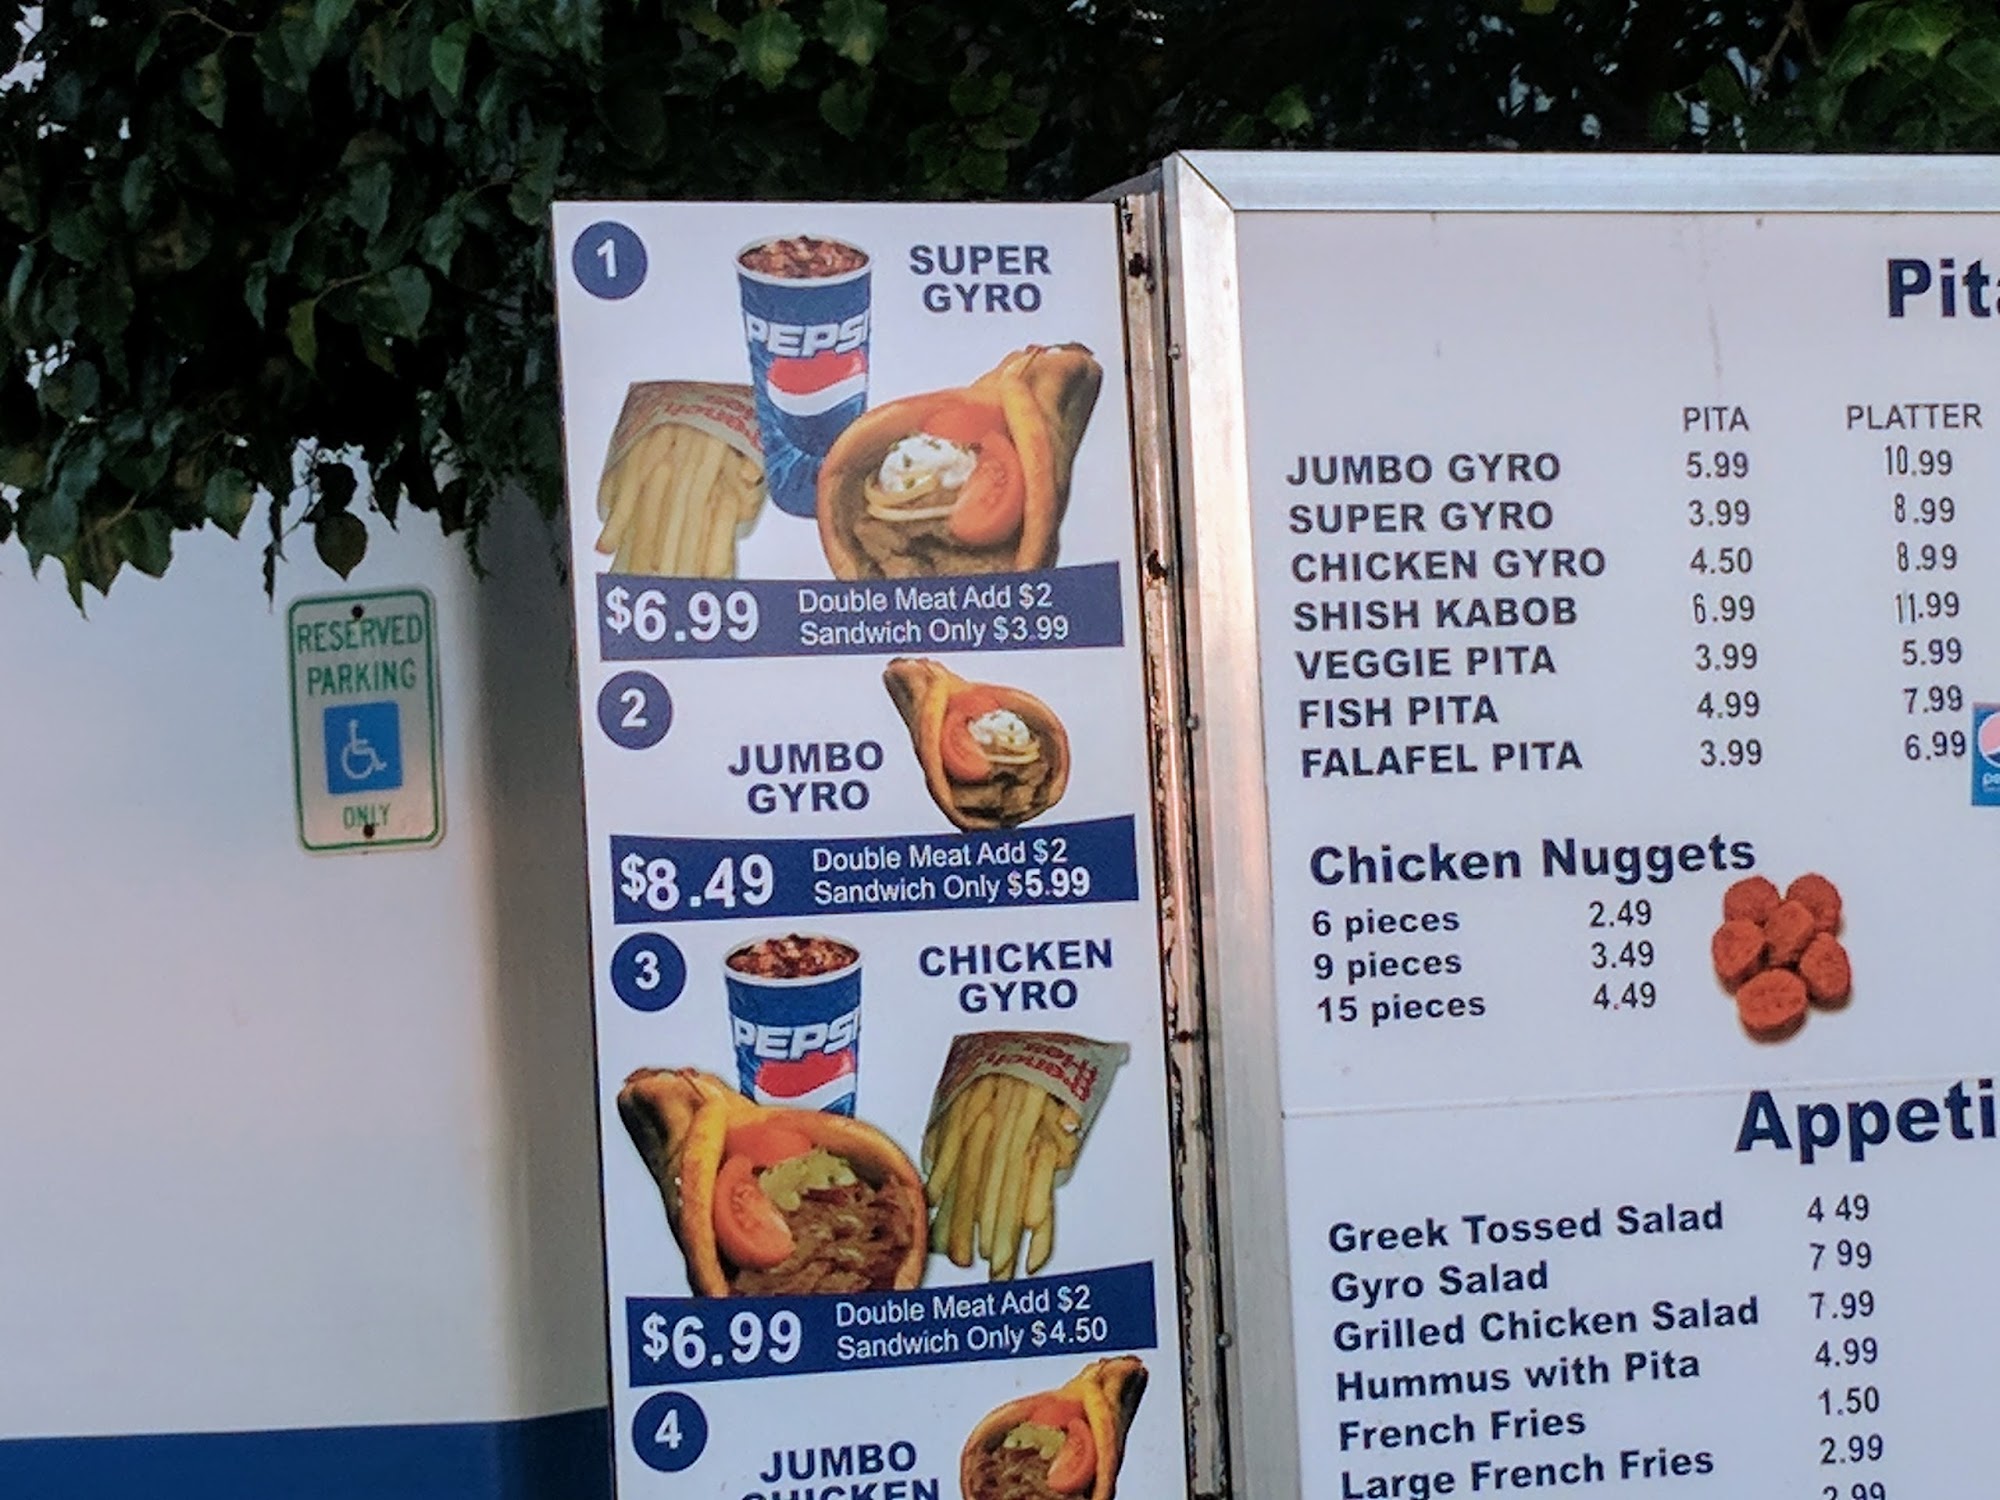 RESERVED
PARKING
ONLY
1
SUPER
GYRO
PEPSI
$6.99
Double Meat Add $2
Sandwich Only $3.99
2
JUMBO
GYRO
$8.49
Double Meat Add $2
Sandwich Only $5.99
3
CHICKEN
GYRO
PEPSI
$6.99
Double Meat Add $2
Sandwich Only $4.50
4
JUMBO
CHICKEN
Pita
PITA PLATTER
JUMBO GYRO 5.99 10.99
SUPER GYRO 3.99 8.99
CHICKEN GYRO 4.50 8.99
SHISH KABOB 6.99 11.99
VEGGIE PITA 3.99 5.99
FISH PITA 4.99 7.99
FALAFEL PITA 3.99 6.99
Chicken Nuggets
6 pieces 2.49
9 pieces 3.49
15 pieces 4.49
Appeti
Greek Tossed Salad 4 49
Gyro Salad 7 99
Grilled Chicken Salad 7.99
Hummus with Pita 4.99
French Fries 1.50
Large French Fries 2.99
2.99